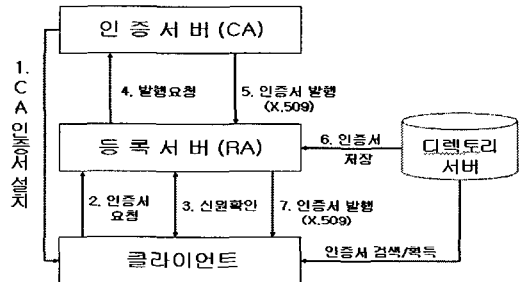 인증서버(CA)
1. CA 인증서 설치
4. 발행요청
5. 인증서 발행
(X.509)
등록서버(RA)
6. 인증서
저장
디렉토리
서버
2. 인증서
요청
3. 신원확인
7. 인증서 발행
(X.509)
클라이언트
인증서 검색/획득